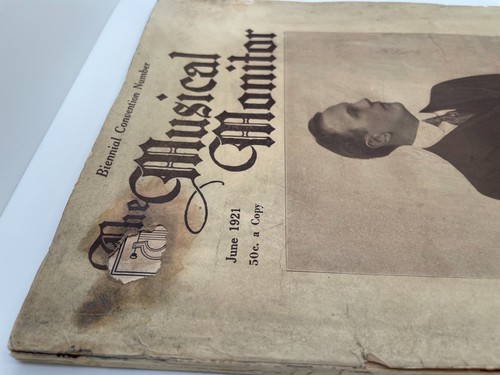 Biennial Convention Number
The Musical
Monitor
June 1921
50c. a Copy